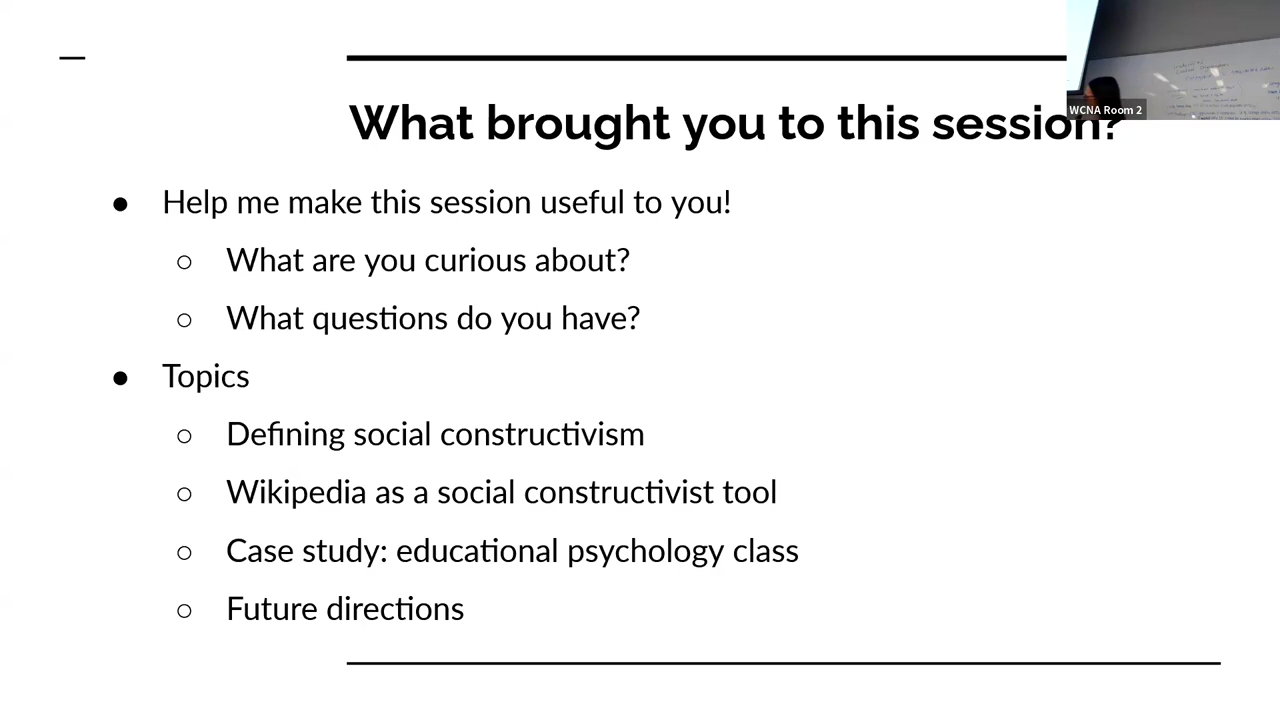 What brought you to this session?
WCNA Room 2
● Help me make this session useful to you!
○ What are you curious about?
○ What questions do you have?
● Topics
○ Defining social constructivism
○ Wikipedia as a social constructivist tool
○ Case study: educational psychology class
○ Future directions